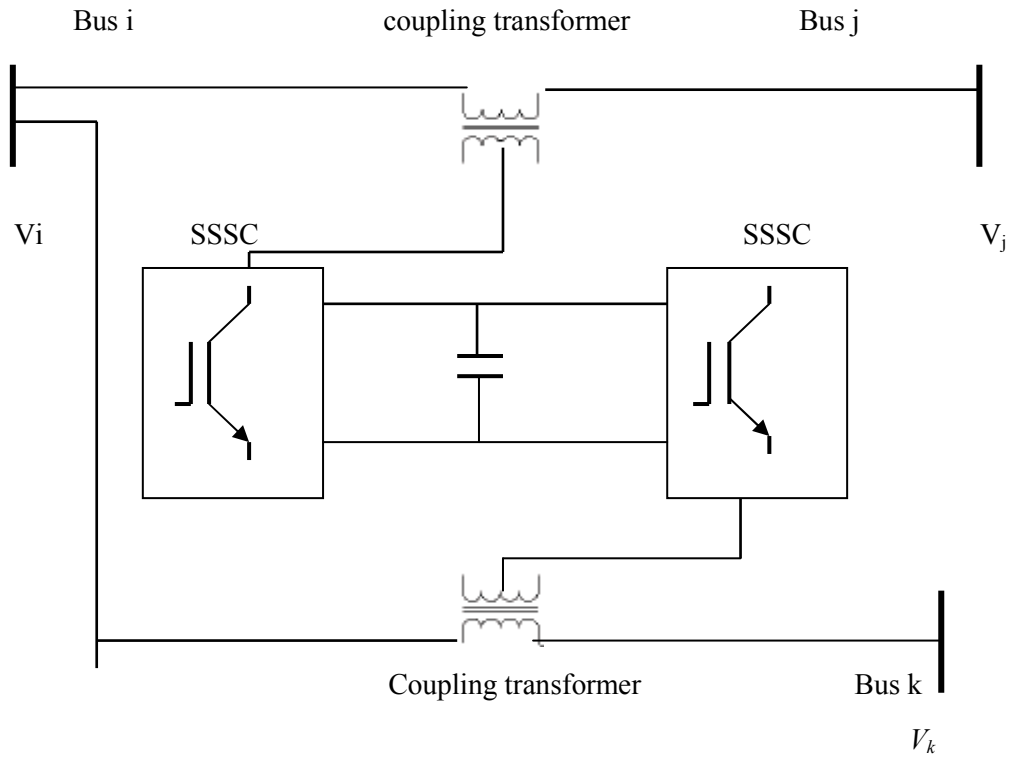 Bus i
coupling transformer
Bus j
Vi
SSSC
SSSC
Vj
Coupling transformer
Bus k
Vk